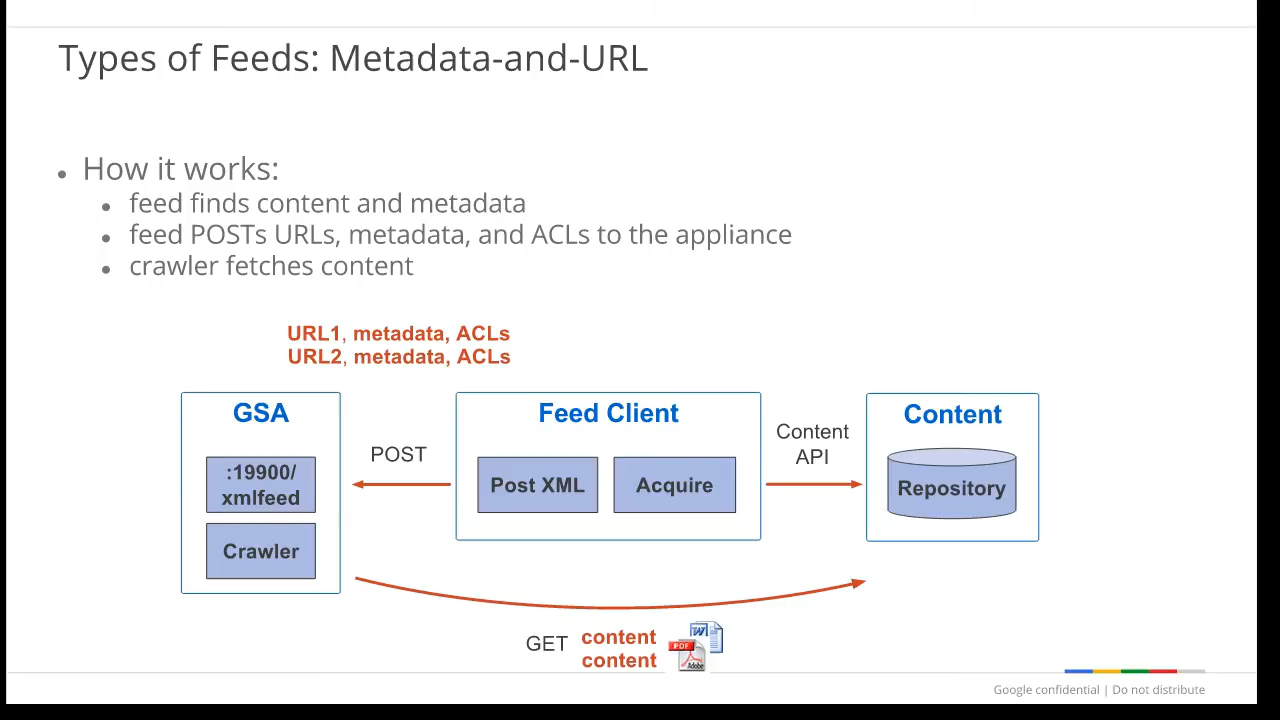 Types of Feeds: Metadata-and-URL
How it works:
feed finds content and metadata
feed POSTs URLs, metadata, and ACLs to the appliance
crawler fetches content
URL1, metadata, ACLs
URL2, metadata, ACLs
GSA
:19900/
xmlfeed
Crawler
POST
Feed Client
Post XML
Acquire
Content
API
Content
Repository
GET
content
content
W
PDF
Adobe
Google confidential | Do not distribute